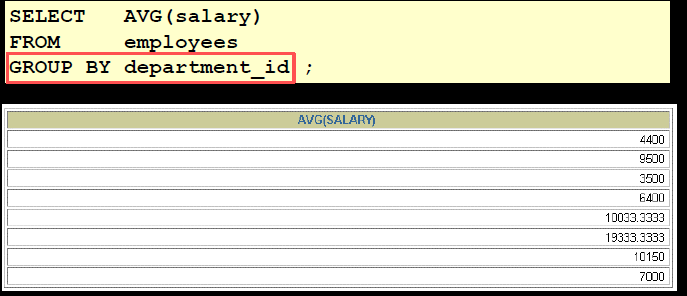 SELECT AVG(salary)
FROM employees
GROUP BY department_id ;
AVG(SALARY)
4400
9500
3500
6400
10033.3333
19333.3333
10150
7000